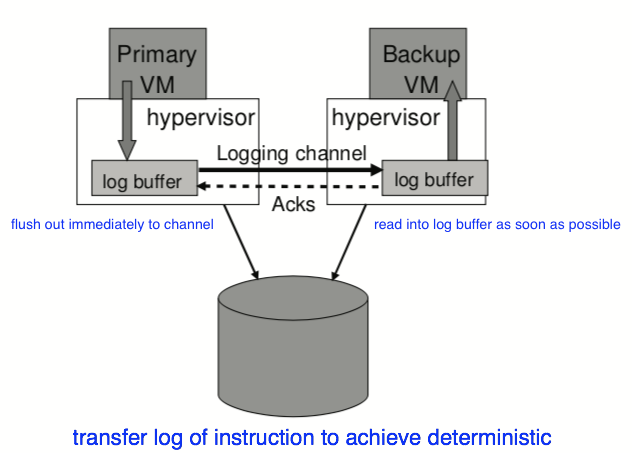 Primary
VM
Backup
VM
hypervisor
hypervisor
Logging channel
log buffer
log buffer
Acks
flush out immediately to channel
read into log buffer as soon as possible
transfer log of instruction to achieve deterministic